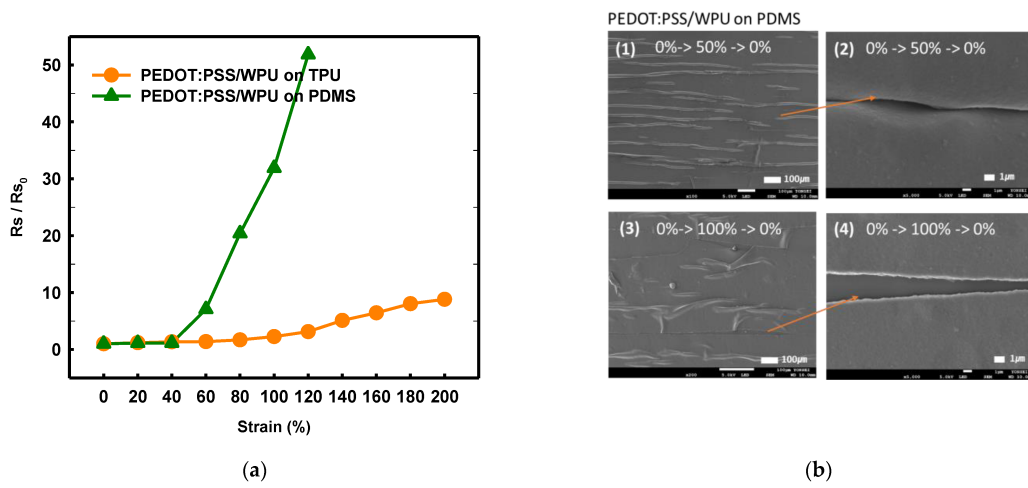 PEDOT:PSS/WPU on TPU
PEDOT:PSS/WPU on PDMS
Rs / Rs0
50
40
30
20
10
0
0 20 40 60 80 100 120 140 160 180 200
Strain (%)
(a)
PEDOT:PSS/WPU on PDMS
(1) 0%-> 50% -> 0%
100μm
(2) 0% -> 50% -> 0%
1μm
(3) 0%-> 100% -> 0%
100μm
(4) 0% -> 100% -> 0%
1μm
(b)